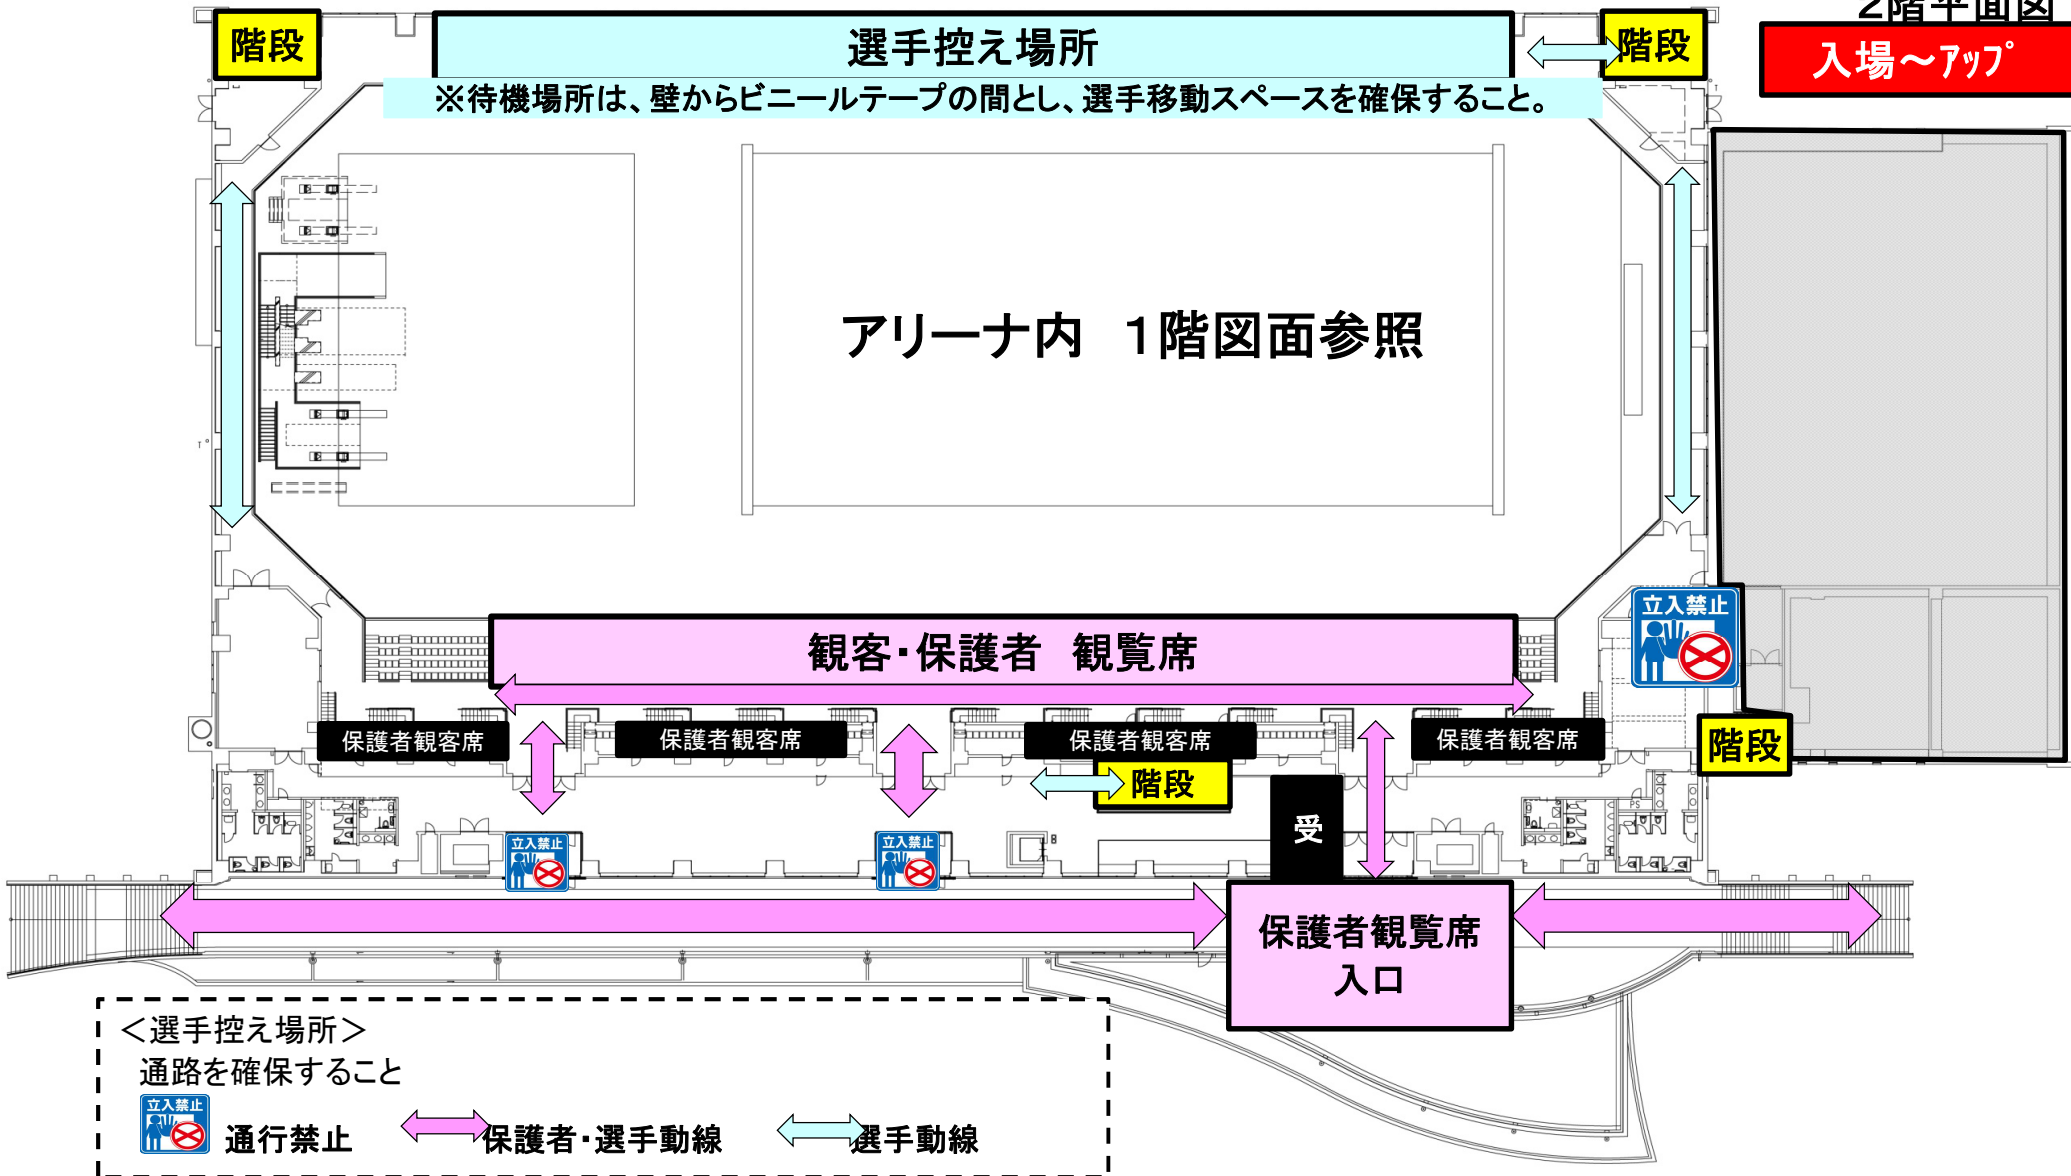 2階平面図
階段
選手控え場所
階段
入場～アップ
※待機場所は、壁からビニールテープの間とし、選手移動スペースを確保すること。
アリーナ内　1階図面参照
立入禁止
観客・保護者　観覧席
保護者観客席
保護者観客席
保護者観客席
保護者観客席
階段
階段
受
PS
立入禁止
立入禁止
保護者観覧席
入口
＜選手控え場所＞
通路を確保すること
立入禁止
通行禁止
保護者・選手動線
選手動線